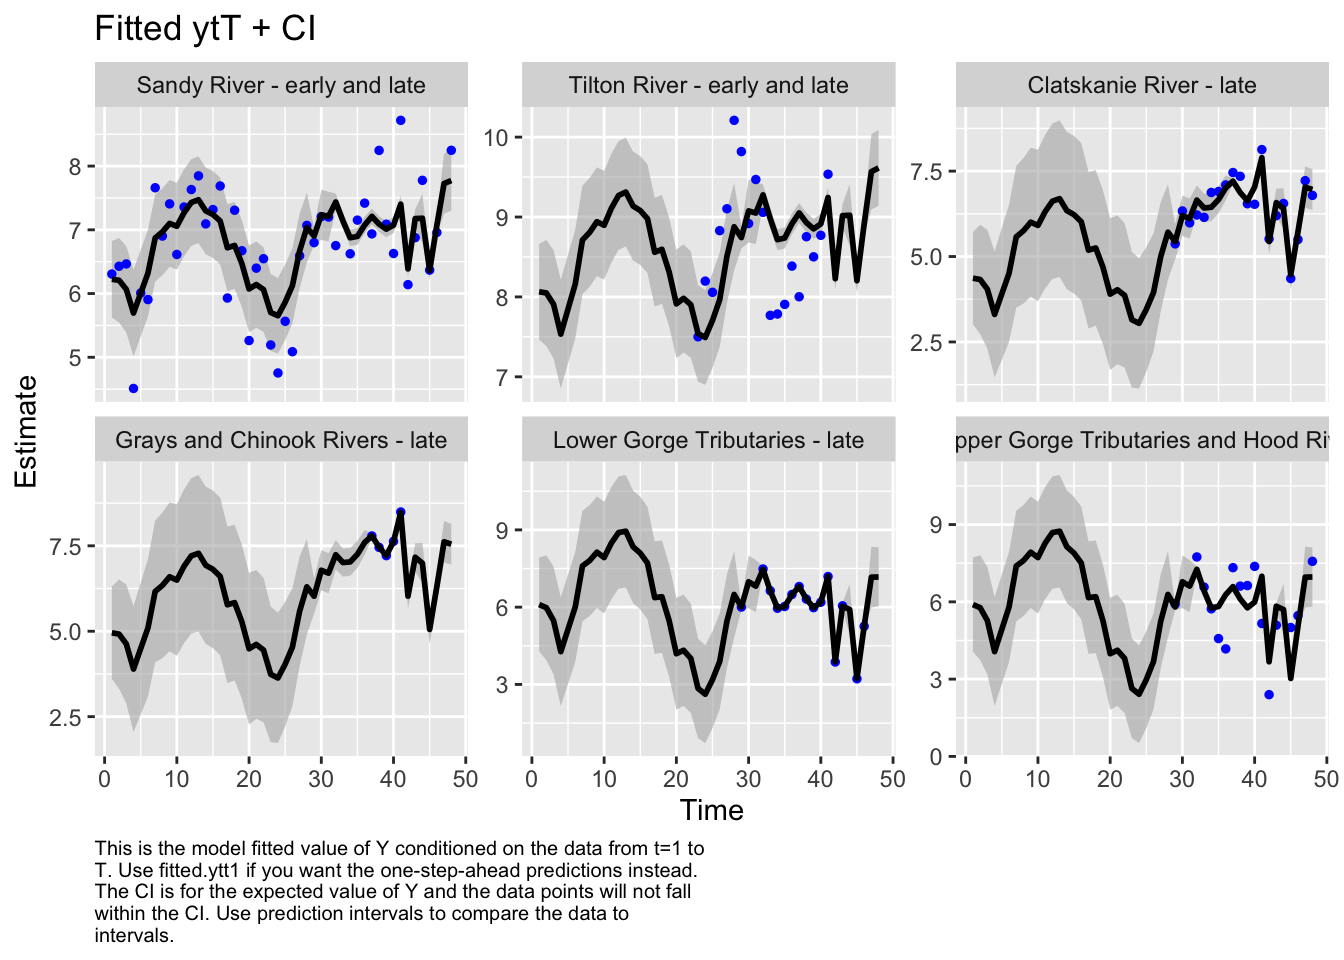 Fitted ytT + CI
Sandy River - early and late
Tilton River - early and late
Clatskanie River - late
8
7
6
5
10
9
8
7
7.5
5.0
2.5
Estimate
Grays and Chinook Rivers - late
Lower Gorge Tributaries - late
pper Gorge Tributaries and Hood Riv
7.5
5.0
2.5
9
6
3
9
6
3
0
0 10 20 30 40 50
0 10 20 30 40 50
0 10 20 30 40 50
Time
This is the model fitted value of Y conditioned on the data from t=1 to
T. Use fitted.ytt1 if you want the one-step-ahead predictions instead.
The CI is for the expected value of Y and the data points will not fall
within the CI. Use prediction intervals to compare the data to
intervals.